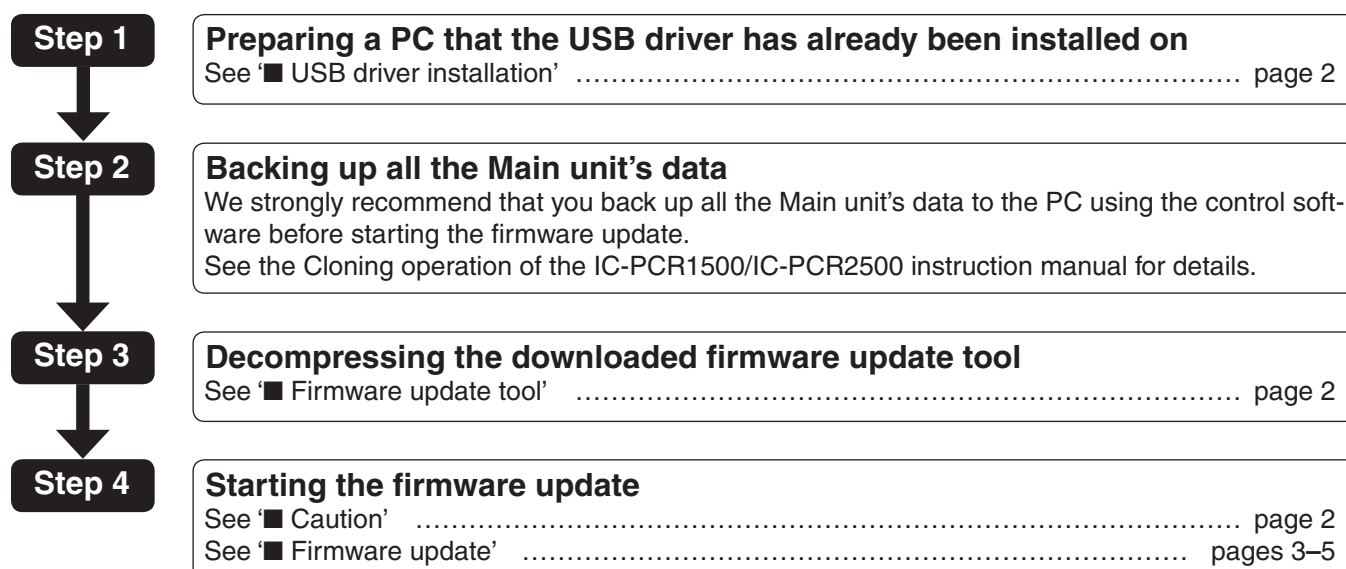 Step 1
Preparing a PC that the USB driver has already been installed on
See ‘■ USB driver installation’ ........................................................................... page 2
Step 2
Backing up all the Main unit’s data
We strongly recommend that you back up all the Main unit’s data to the PC using the control soft-
ware before starting the firmware update.
See the Cloning operation of the IC-PCR1500/IC-PCR2500 instruction manual for details.
Step 3
Decompressing the downloaded firmware update tool
See ‘■ Firmware update tool’ ........................................................................... page 2
Step 4
Starting the firmware update
See ‘■ Caution’ ............................................................................................. page 2
See ‘■ Firmware update’ ........................................................................... pages 3–5